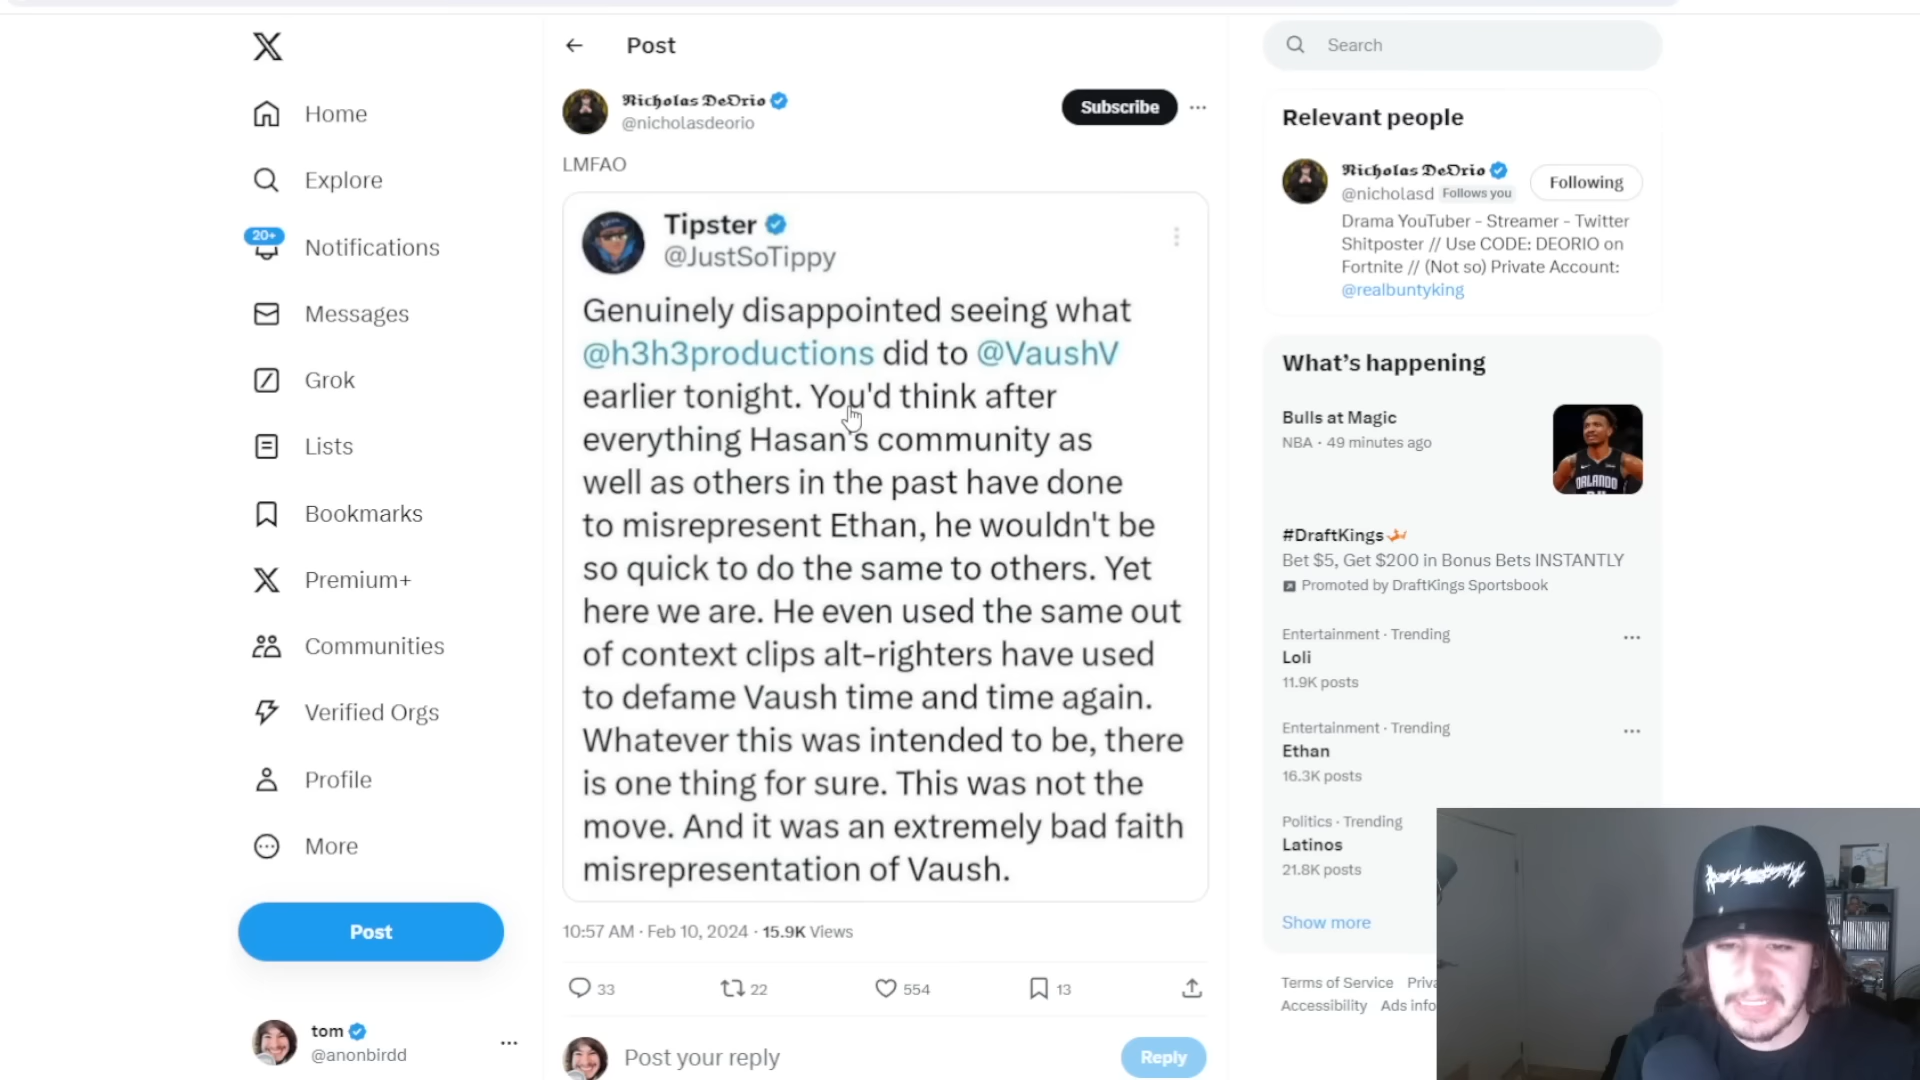 Home
Explore
20+
Notifications
Messages
Grok
Lists
Bookmarks
Premium+
Communities
Verified Orgs
Profile
More
Post
tom
@anonbirdd
Post
Nicholas DeOrio
@nicholasdeorio
Subscribe
LMFAO
Tipster
@JustSoTippy
Genuinely disappointed seeing what
@h3h3productions did to @VaushV
earlier tonight. You'd think after
everything Hasan's community as
well as others in the past have done
to misrepresent Ethan, he wouldn't be
so quick to do the same to others. Yet
here we are. He even used the same out
of context clips alt-righters have used
to defame Vaush time and time again.
Whatever this was intended to be, there
is one thing for sure. This was not the
move. And it was an extremely bad faith
misrepresentation of Vaush.
10:57 AM · Feb 10, 2024 · 15.9K Views
33 22 554 13
Post your reply
Reply
Search
Relevant people
Nicholas DeOrio
@nicholasd Follows you
Following
Drama YouTuber - Streamer - Twitter
Shitposter // Use CODE: DEORIO on
Fortnite // (Not so) Private Account:
@realbuntyking
What's happening
Bulls at Magic
NBA · 49 minutes ago
ORLANDO
#DraftKings
Bet $5, Get $200 in Bonus Bets INSTANTLY
Promoted by DraftKings Sportsbook
Entertainment · Trending
Loli
11.9K posts
Entertainment · Trending
Ethan
16.3K posts
Politics · Trending
Latinos
21.8K posts
Show more
Terms of Service Priva
Accessibility Ads info